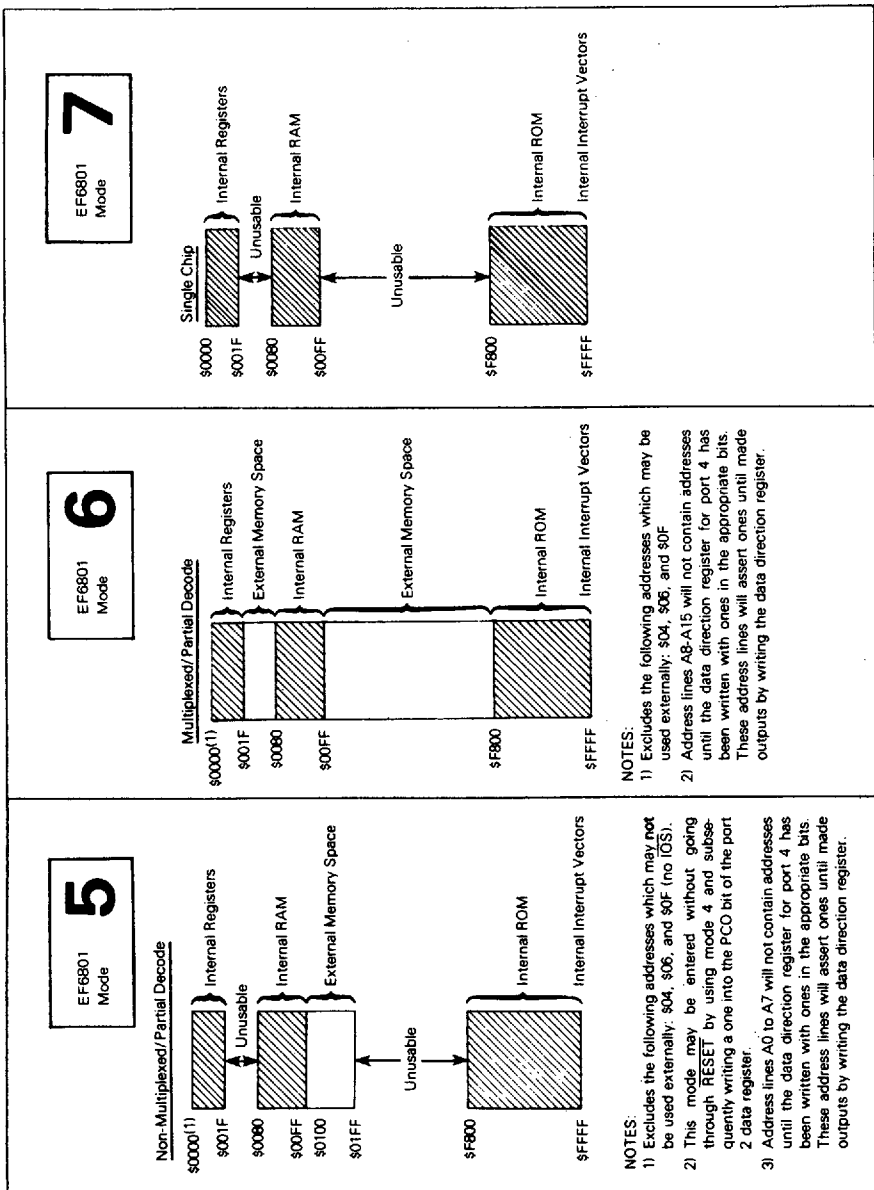 EF6801
Mode
5
Non-Multiplexed/Partial Decode
$0000(1)
$001F
$0080
$00FF
$0100
$01FF
$F800
$FFFF
Internal Registers
Unusable
Internal RAM
External Memory Space
Unusable
Internal ROM
Internal Interrupt Vectors
NOTES:
1) Excludes the following addresses which may not
be used externally: $04, $06, and $0F (no IOS).
2) This mode may be entered without going
through RESET by using mode 4 and subse-
quently writing a one into the PCO bit of the port
2 data register.
3) Address lines A0 to A7 will not contain addresses
until the data direction register for port 4 has
been written with ones in the appropriate bits.
These address lines will assert ones until made
outputs by writing the data direction register.
EF6801
Mode
6
Multiplexed/Partial Decode
$0000(1)
$001F
$0080
$00FF
$F800
$FFFF
Internal Registers
External Memory Space
Internal RAM
External Memory Space
Internal ROM
Internal Interrupt Vectors
NOTES:
1) Excludes the following addresses which may be
used externally: $04, $06, and $0F
2) Address lines A8-A15 will not contain addresses
until the data direction register for port 4 has
been written with ones in the appropriate bits.
These address lines will assert ones until made
outputs by writing the data direction register.
EF6801
Mode
7
Single Chip
$0000
$001F
$0080
$00FF
$F800
$FFFF
Internal Registers
Unusable
Internal RAM
Unusable
Internal ROM
Internal Interrupt Vectors